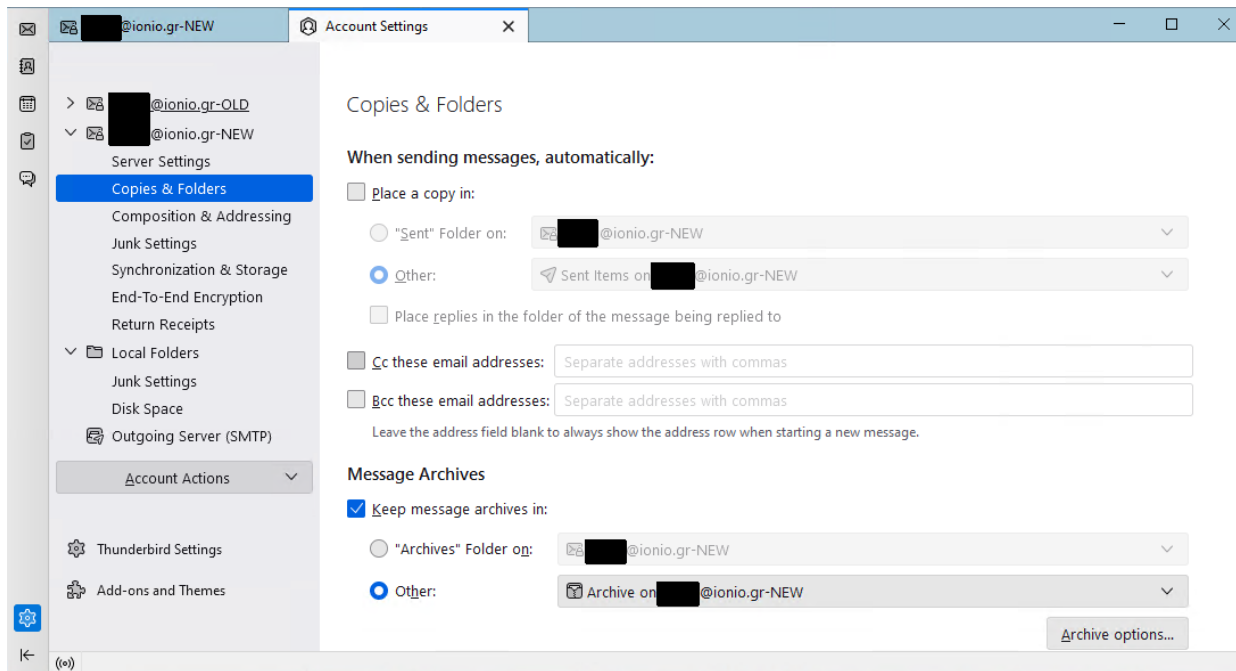 @ionio.gr-NEW
Account Settings
@ionio.gr-OLD
@ionio.gr-NEW
Server Settings
Copies & Folders
Composition & Addressing
Junk Settings
Synchronization & Storage
End-To-End Encryption
Return Receipts
Local Folders
Junk Settings
Disk Space
Outgoing Server (SMTP)
Account Actions
Thunderbird Settings
Add-ons and Themes
Copies & Folders
When sending messages, automatically:
Place a copy in:
"Sent" Folder on: @ionio.gr-NEW
Other: Sent Items on @ionio.gr-NEW
Place replies in the folder of the message being replied to
Cc these email addresses: Separate addresses with commas
Bcc these email addresses: Separate addresses with commas
Leave the address field blank to always show the address row when starting a new message.
Message Archives
Keep message archives in:
"Archives" Folder on: @ionio.gr-NEW
Other: Archive on @ionio.gr-NEW
Archive options...